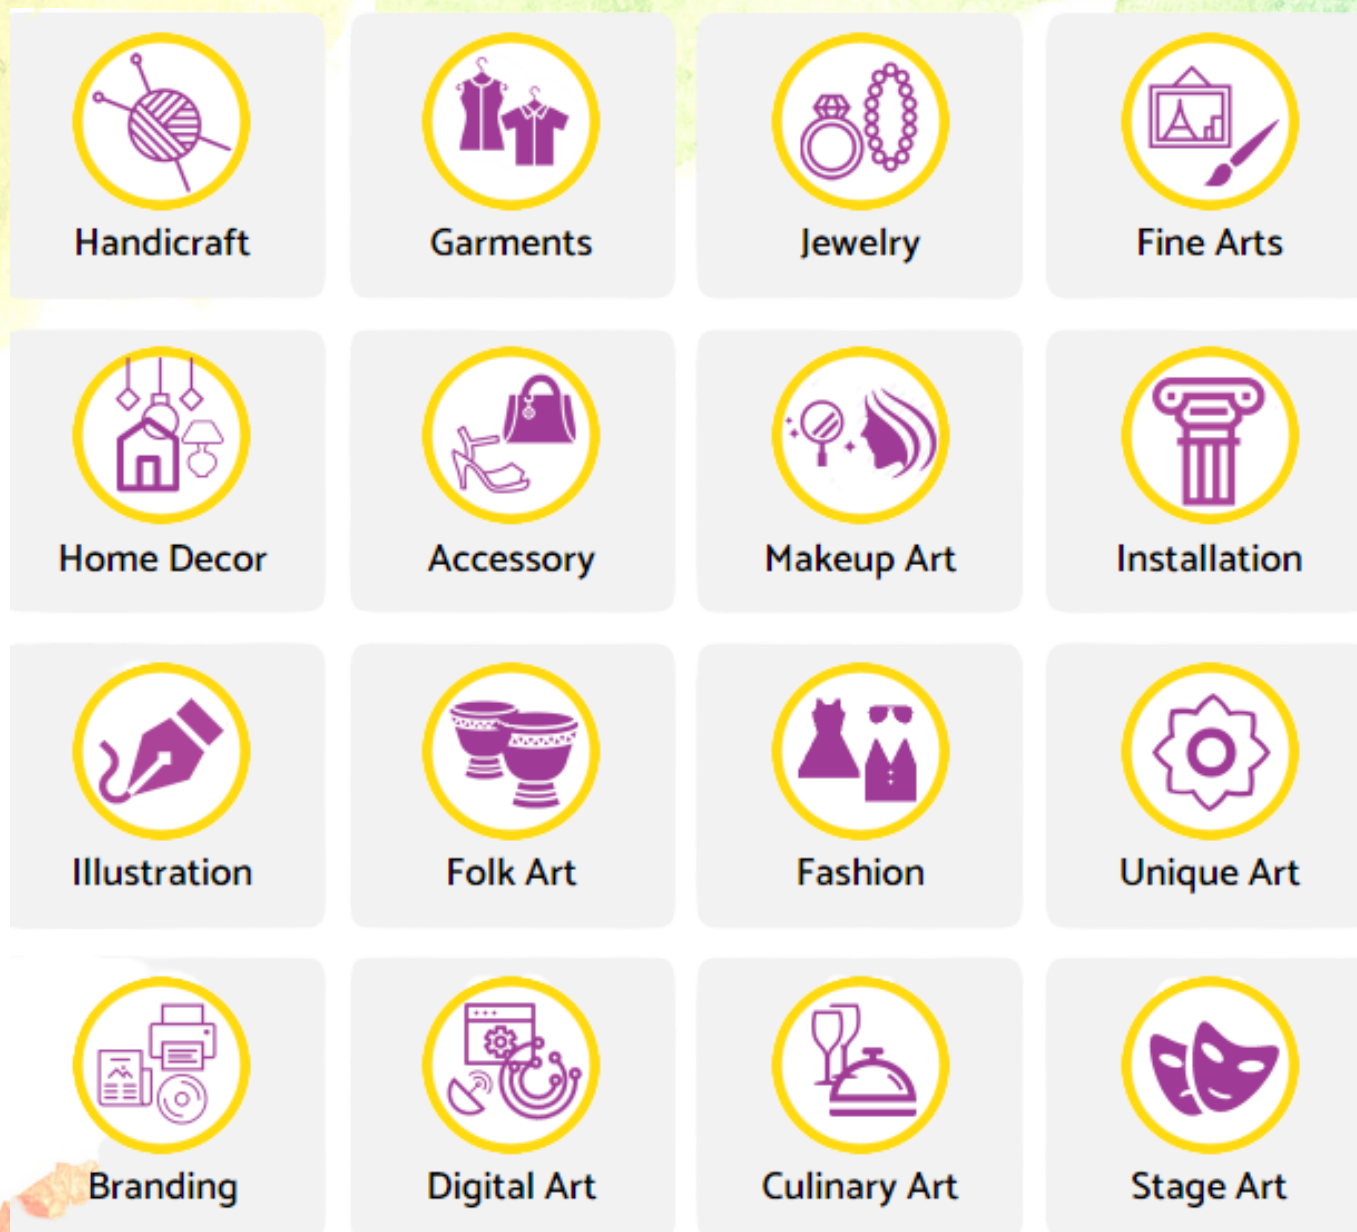 Handicraft
Garments
Jewelry
Fine Arts
Home Decor
Accessory
Makeup Art
Installation
Illustration
Folk Art
Fashion
Unique Art
Branding
Digital Art
Culinary Art
Stage Art